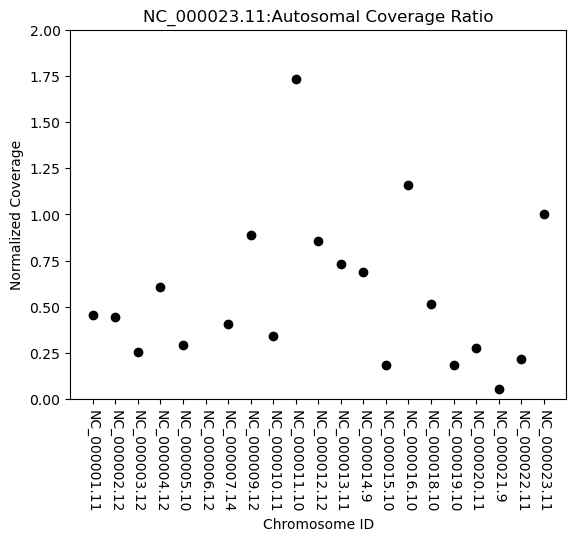 NC_000023.11:Autosomal Coverage Ratio
2.00
1.75
1.50
1.25
1.00
0.75
0.50
0.25
0.00
Normalized Coverage
NC_000001.11
NC_000002.12
NC_000003.12
NC_000004.12
NC_000005.10
NC_000006.12
NC_000007.14
NC_000009.12
NC_000010.11
NC_000011.10
NC_000012.12
NC_000013.11
NC_000014.9
NC_000015.10
NC_000016.10
NC_000018.10
NC_000019.10
NC_000020.11
NC_000021.9
NC_000022.11
NC_000023.11
Chromosome ID